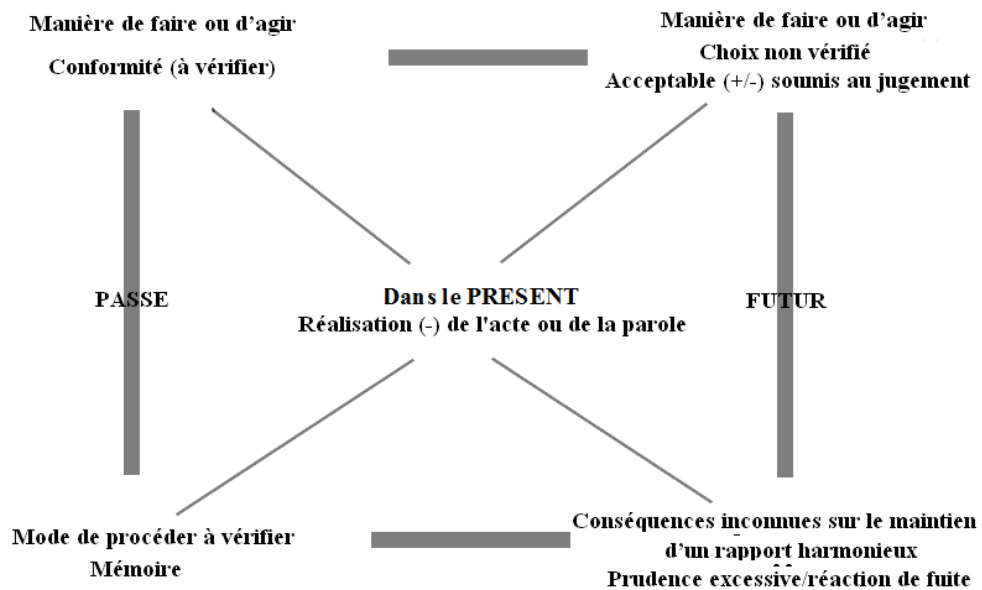 Manière de faire ou d’agir
Conformité (à vérifier)
Manière de faire ou d’agir
Choix non vérifié
Acceptable (+/-) soumis au jugement
PASSE
Dans le PRESENT
Réalisation (-) de l'acte ou de la parole
FUTUR
Mode de procéder à vérifier
Mémoire
Conséquences inconnues sur le maintien
d’un rapport harmonieux
Prudence excessive/réaction de fuite